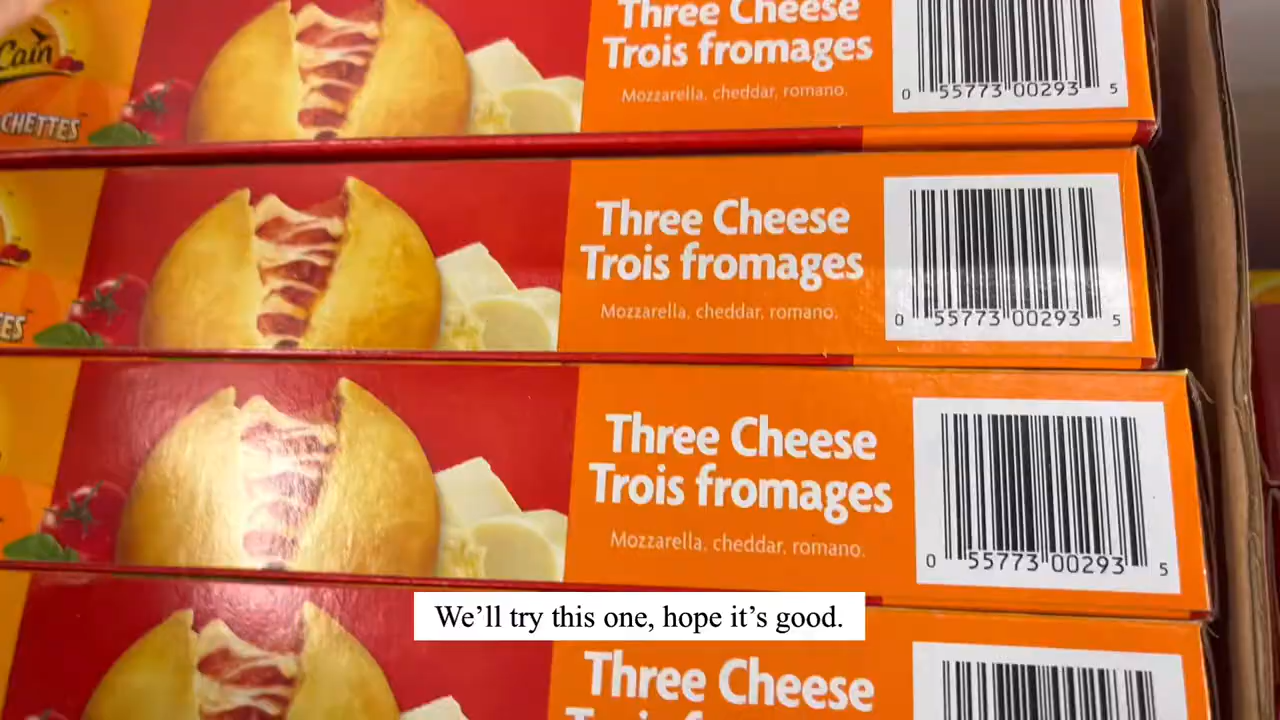 Three Cheese
Trois fromages
Mozzarella, cheddar, romano.
0 55773 00293 5
Cain
CHETTES
Three Cheese
Trois fromages
Mozzarella, cheddar, romano.
0 55773 00293 5
ES
Three Cheese
Trois fromages
Mozzarella, cheddar, romano.
0 55773 00293 5
We’ll try this one, hope it’s good.
Three Cheese